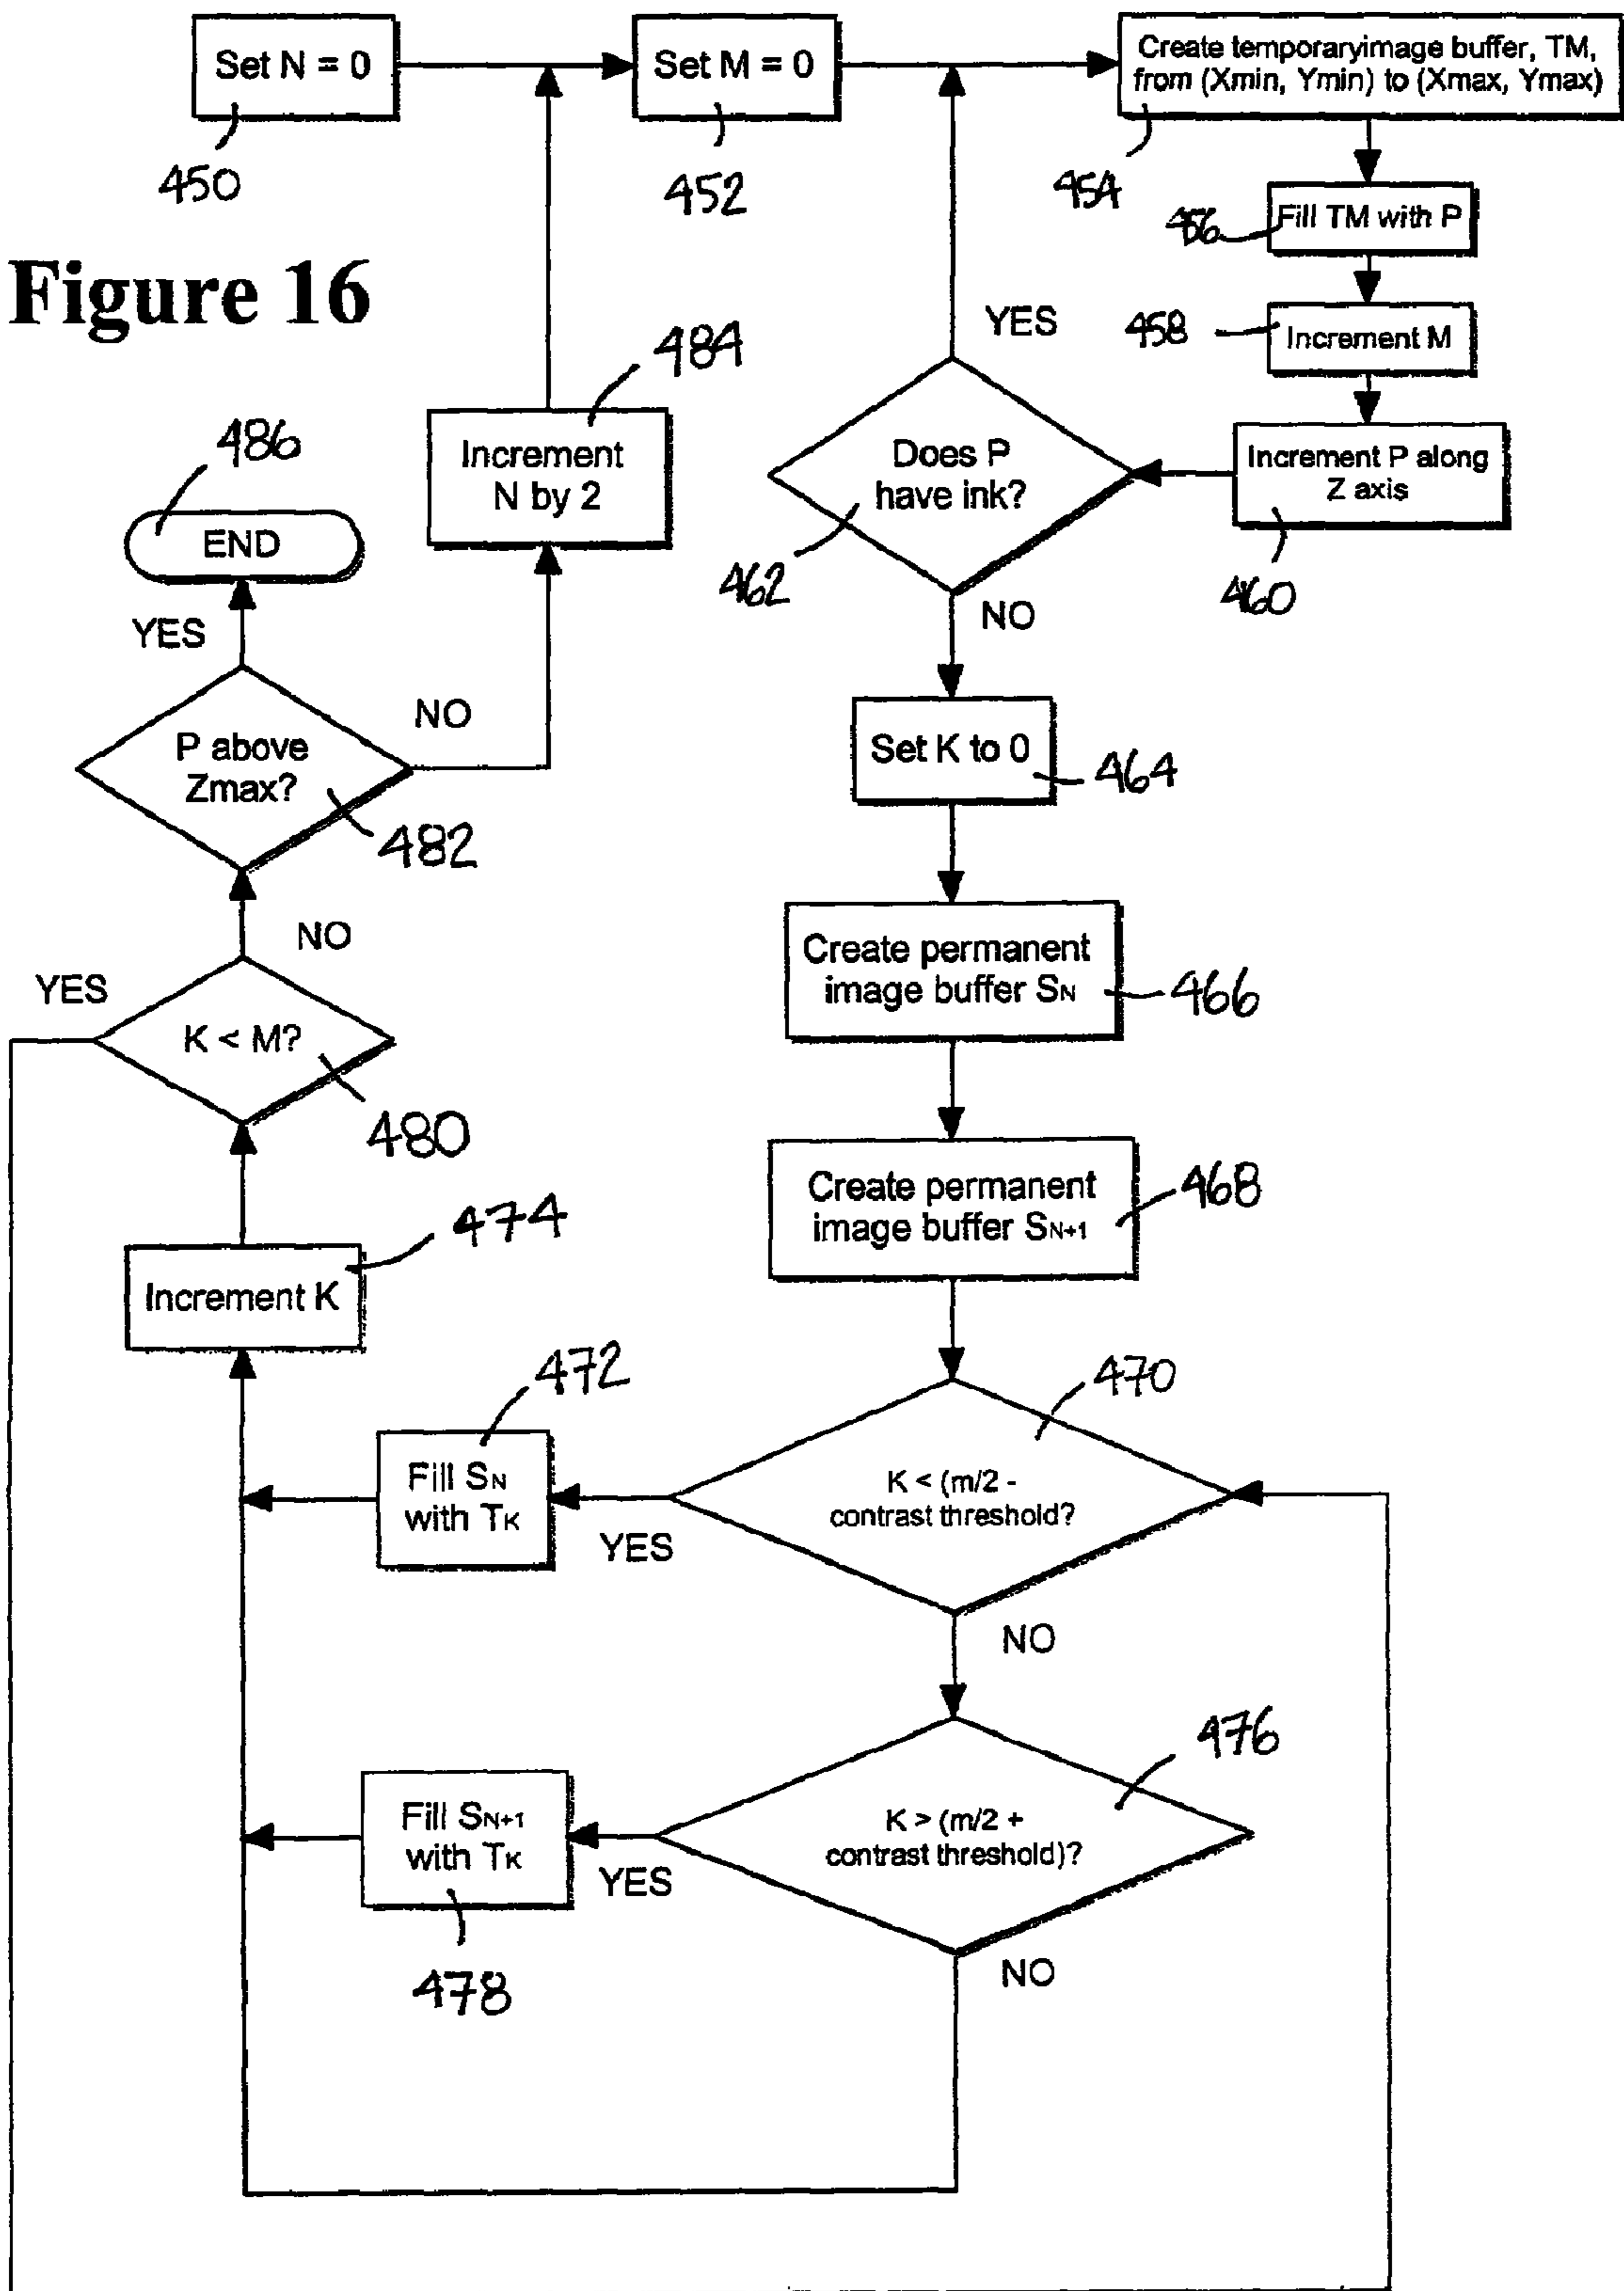 Set N = 0
450
Set M = 0
452
Create temporaryimage buffer, TM,
from (Xmin, Ymin) to (Xmax, Ymax)
454
Fill TM with P
456
Increment M
458
Increment P along
Z axis
460
Figure 16
Does P
have ink?
462
YES
NO
Increment
N by 2
484
END
486
YES
P above
Zmax?
482
NO
Set K to 0
464
Create permanent
image buffer SN
466
Create permanent
image buffer SN+1
468
NO
YES
K < M?
480
Increment K
474
K < (m/2 -
contrast threshold?
470
YES
NO
Fill SN
with TK
472
K > (m/2 +
contrast threshold)?
476
YES
NO
Fill SN+1
with TK
478